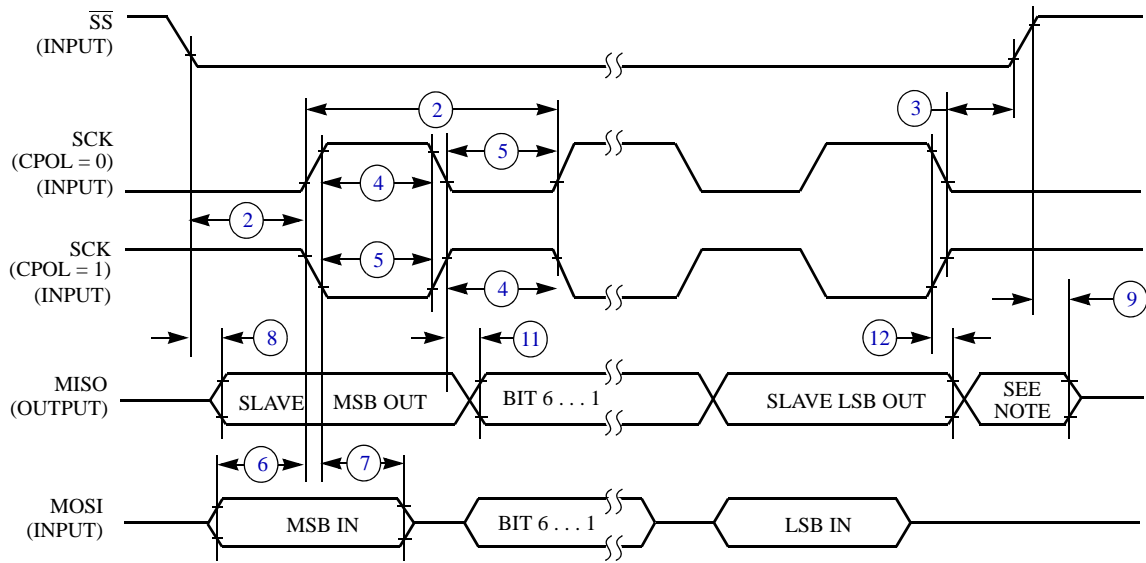 SS
(INPUT)
2
3
SCK
(CPOL = 0)
(INPUT)
5
4
2
SCK
(CPOL = 1)
(INPUT)
5
4
9
8
11
12
MISO
(OUTPUT)
SLAVE MSB OUT
BIT 6 . . . 1
SLAVE LSB OUT
SEE
NOTE
6
7
MOSI
(INPUT)
MSB IN
BIT 6 . . . 1
LSB IN